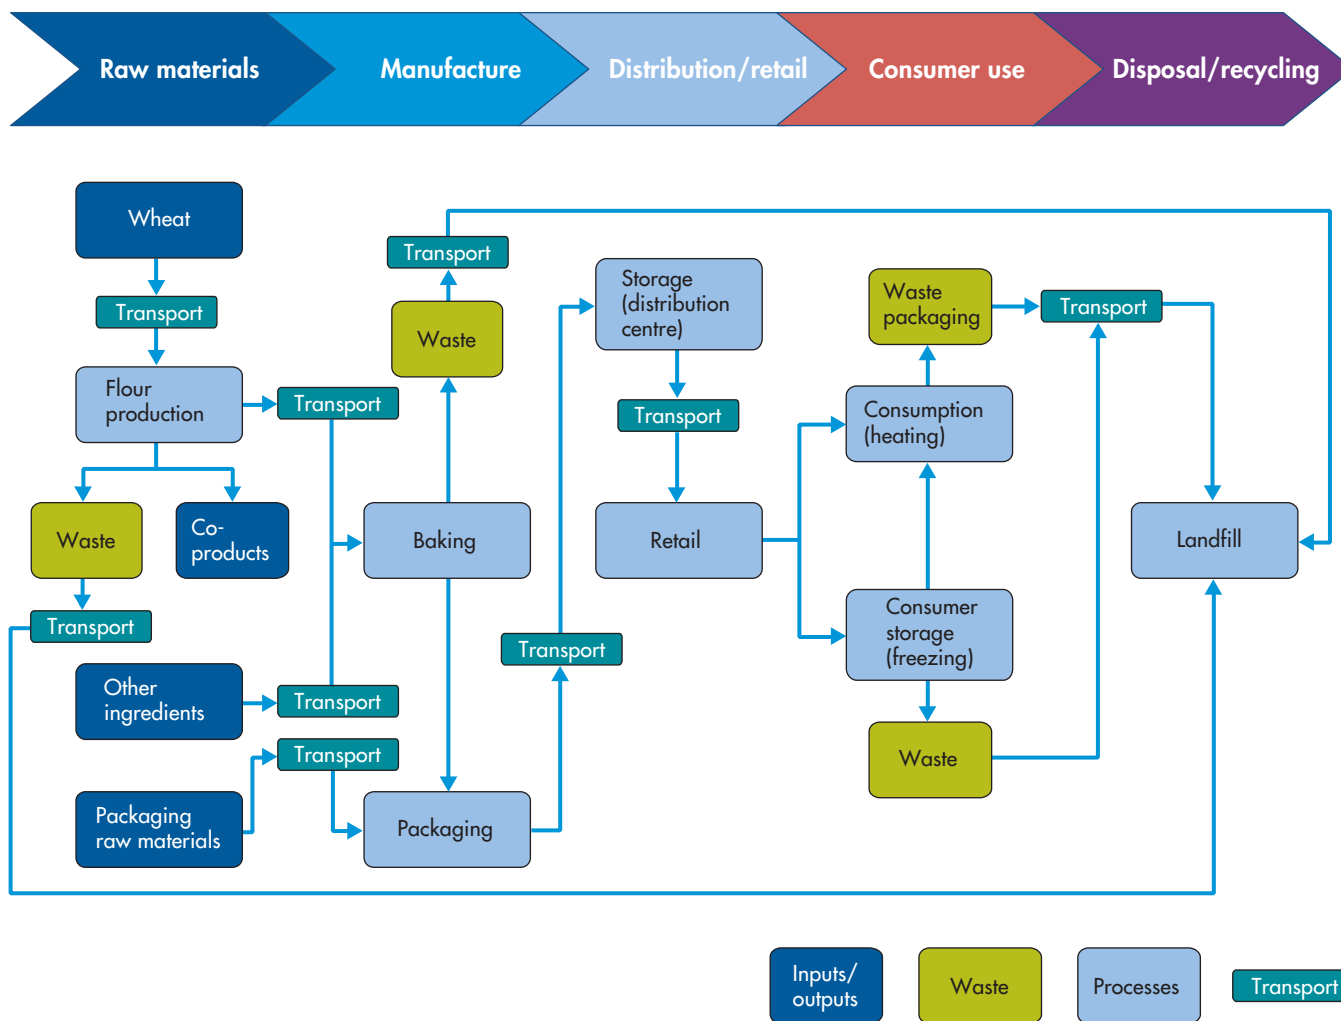 Raw materials
Manufacture
Distribution/retail
Consumer use
Disposal/recycling
Wheat
Transport
Flour
production
Transport
Waste
Co-
products
Transport
Other
ingredients
Transport
Packaging
raw materials
Transport
Transport
Waste
Baking
Packaging
Transport
Storage
(distribution
centre)
Transport
Retail
Waste
packaging
Transport
Consumption
(heating)
Consumer
storage
(freezing)
Waste
Landfill
Inputs/
outputs
Waste
Processes
Transport